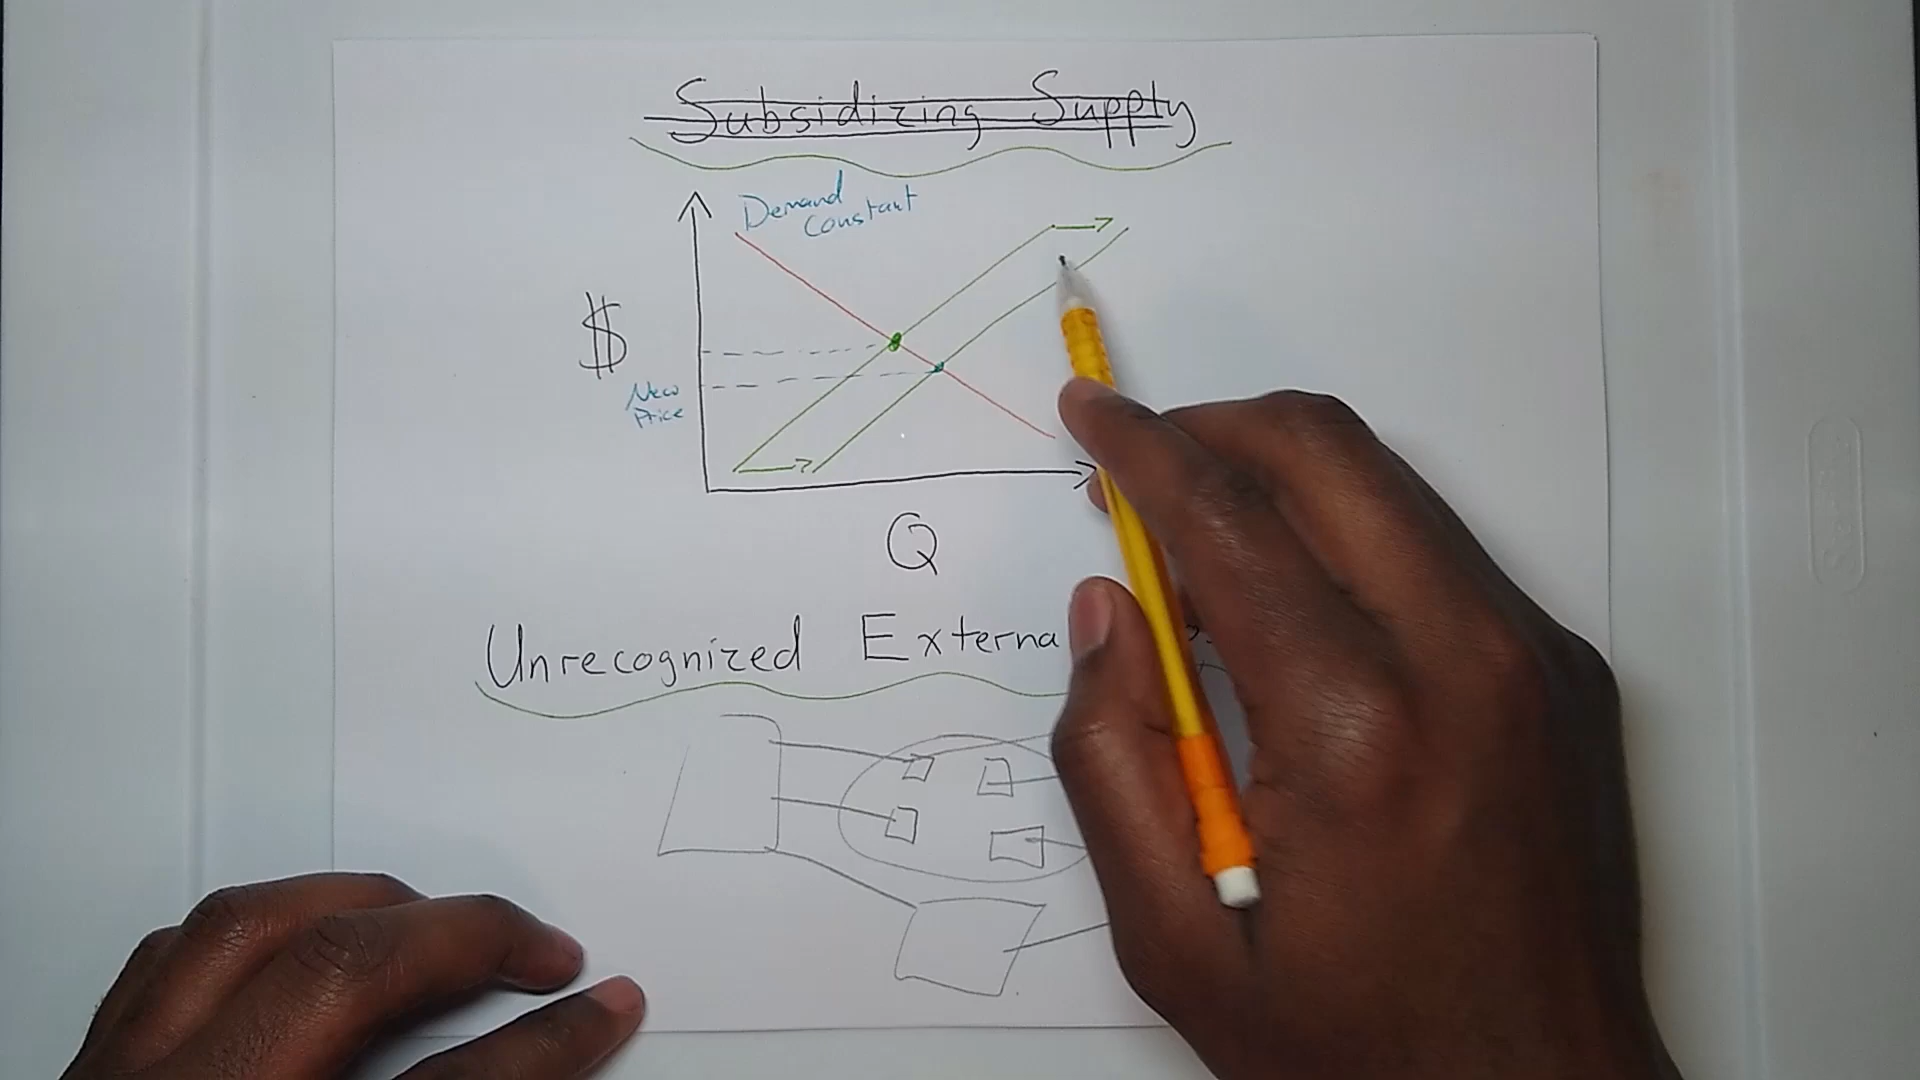 Subsidizing Supply
Demand
Constant
$
New
Price
Q
Unrecognized Externa